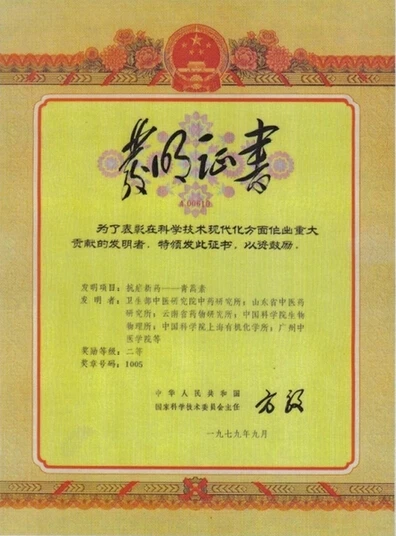 发明证书
为了表彰在科学技术现代化方面作出重大
贡献的发明者,特颁发此证书,以资鼓励。
发明项目:抗疟新药——青蒿素
发 明 者:卫生部中医研究院中药研究所;山东省中医药
研究所;云南省药物研究所;中国科学院生物
物理所;中国科学院上海有机化学所;广州中
医学院等
奖励等级:二等
奖章号码:1005
中华人民共和国
国家科学技术委员会主任 方毅
一九七九年九月